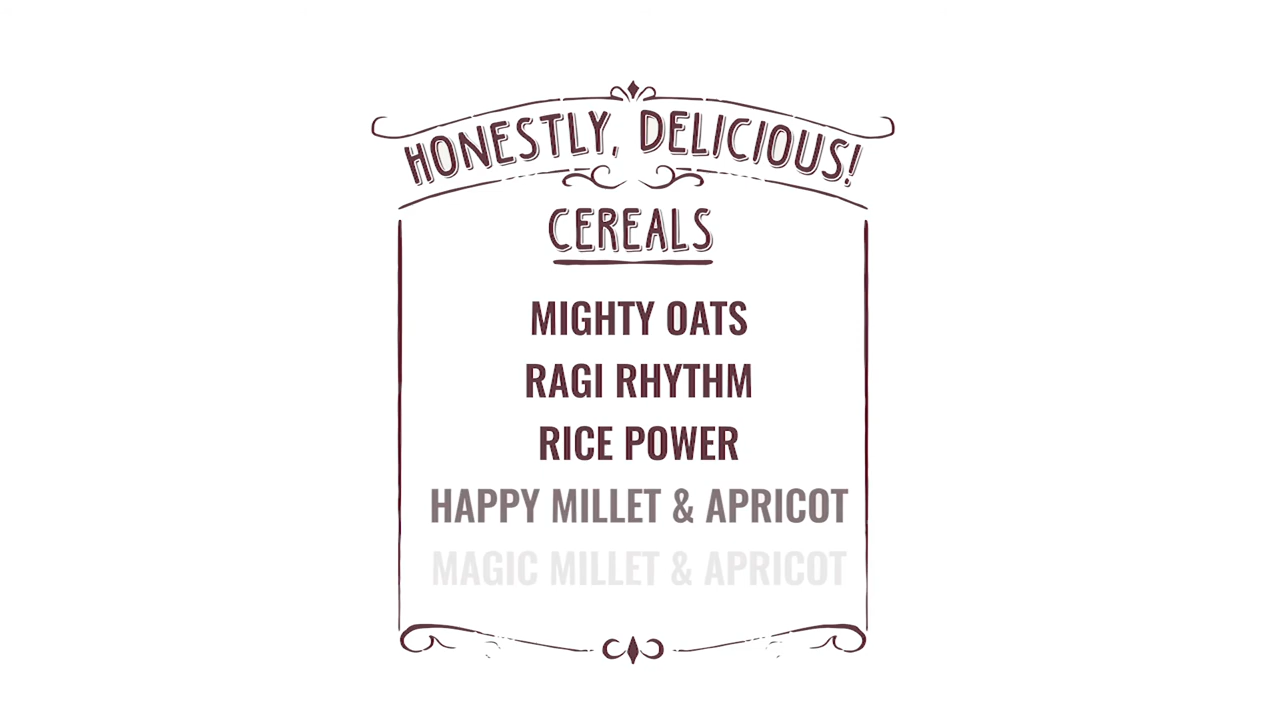 HONESTLY, DELICIOUS!
CEREALS
MIGHTY OATS
RAGI RHYTHM
RICE POWER
HAPPY MILLET & APRICOT
MAGIC MILLET & APRICOT